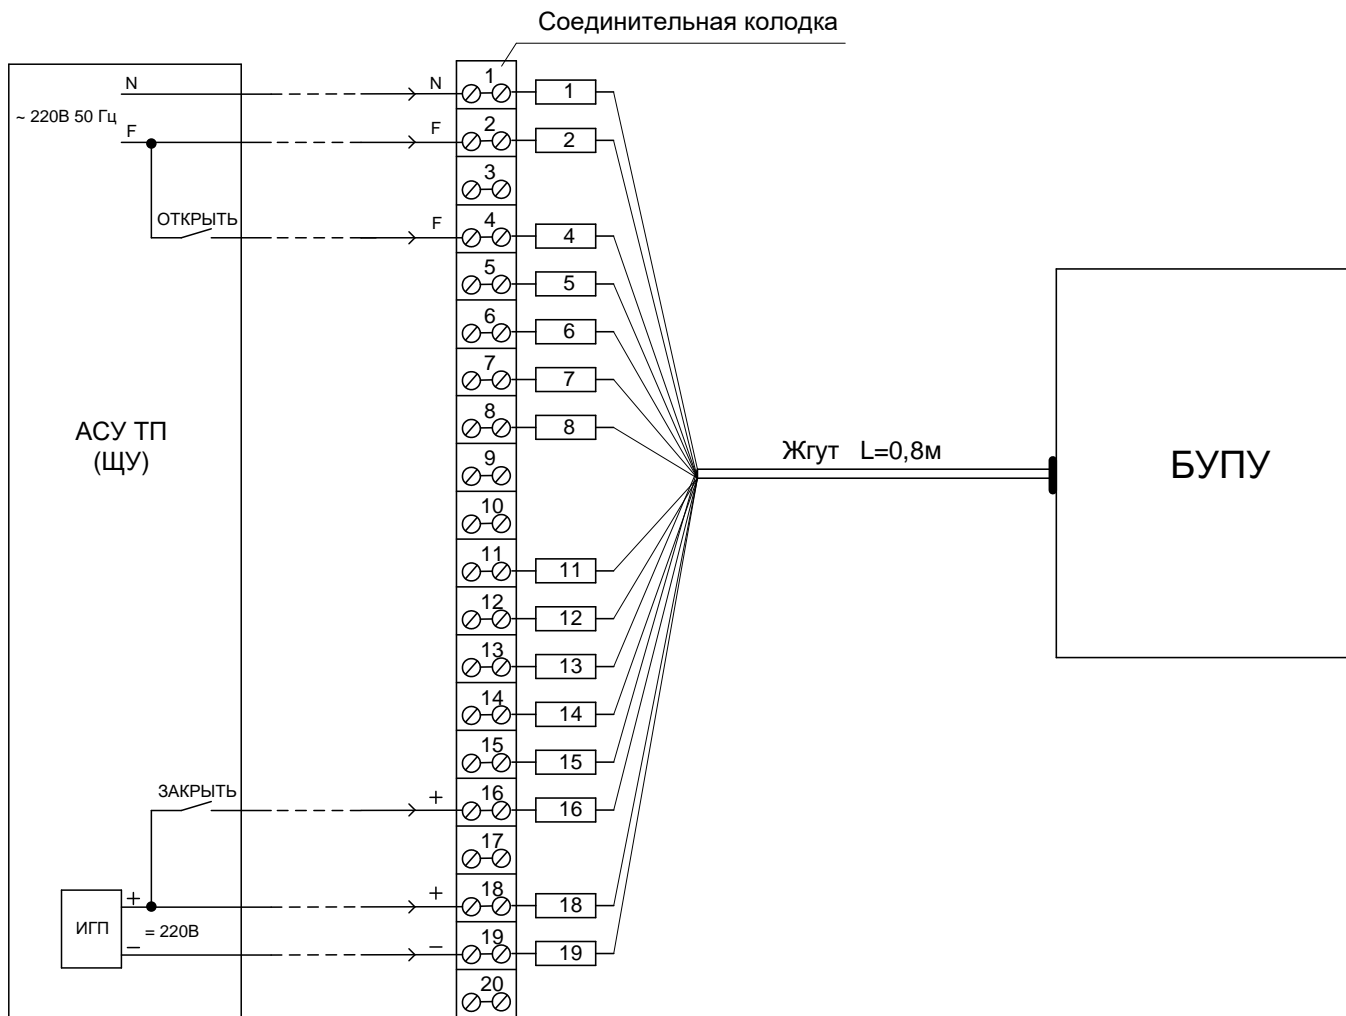 Соединительная колодка
N
N
1
1
~ 220В 50 Гц
F
F
2
2
3
ОТКРЫТЬ
F
4
4
5
5
6
6
7
7
8
8
АСУ ТП
(ЩУ)
Жгут L=0,8м
БУПУ
9
10
11
11
12
12
13
13
14
14
15
15
ЗАКРЫТЬ
+
16
16
17
+
+
18
18
ИГП
= 220В
−
−
19
19
20